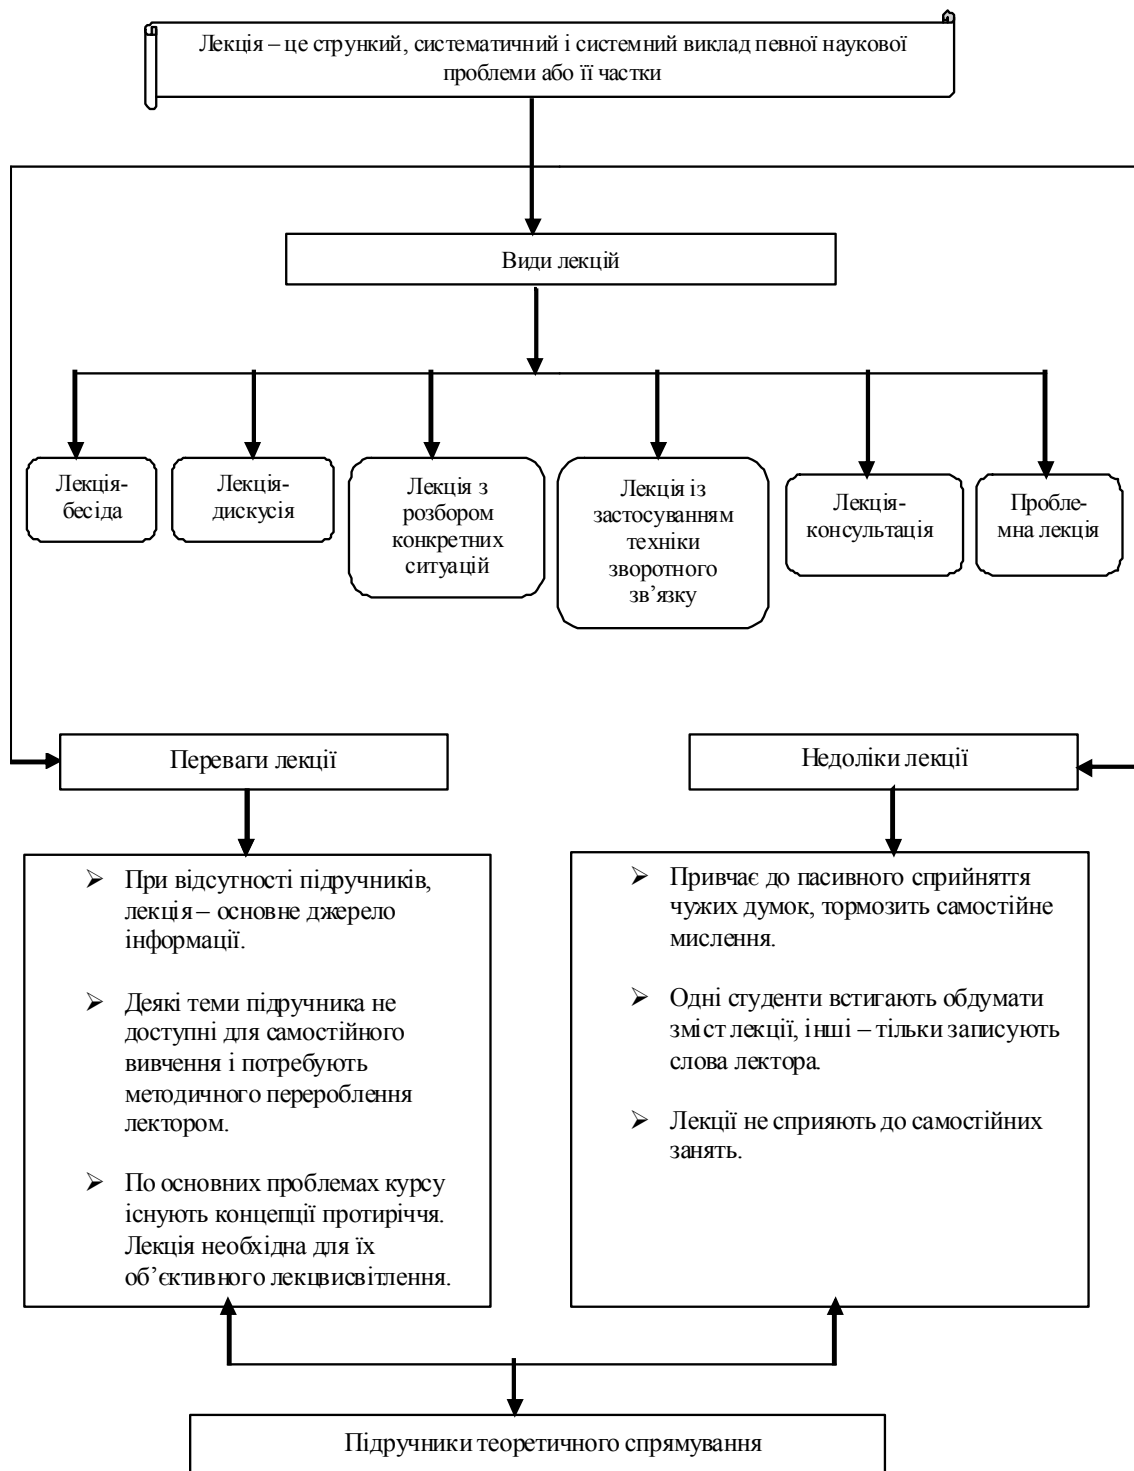 Лекція – це стрункий, систематичний і системний виклад певної наукової
проблеми або її частки
Види лекцій
Лекція-
бесіда
Лекція-
дискусія
Лекція з
розбором
конкретних
ситуацій
Лекція із
застосуванням
техніки
зворотного
зв’язку
Лекція-
консультація
Пробле-
мна лекція
Переваги лекції
Недоліки лекції
➢ При відсутності підручників,
лекція – основне джерело
інформації.
➢ Деякі теми підручника не
доступні для самостійного
вивчення і потребують
методичного перероблення
лектором.
➢ По основних проблемах курсу
існують концепції протиріччя.
Лекція необхідна для їх
об’єктивного лекцвисвітлення.
➢ Привчає до пасивного сприйняття
чужих думок, тормозить самостійне
мислення.
➢ Одні студенти встигають обдумати
зміст лекції, інші – тільки записують
слова лектора.
➢ Лекції не сприяють до самостійних
занять.
Підручники теоретичного спрямування